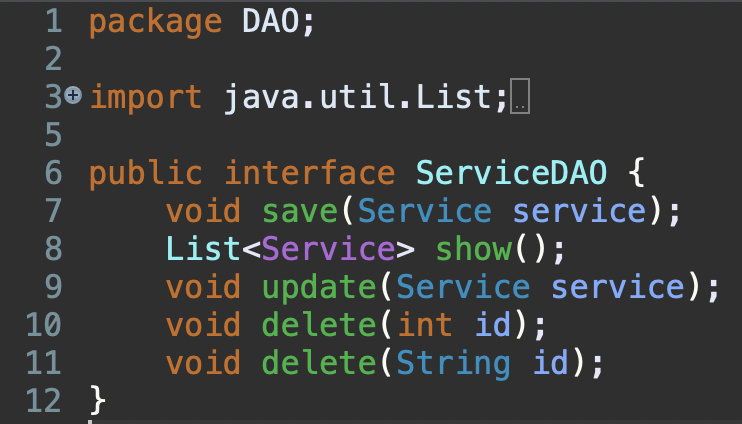 1 package DAO;
2
3 import java.util.List;..
5
6 public interface ServiceDAO {
7     void save(Service service);
8     List<Service> show();
9     void update(Service service);
10     void delete(int id);
11     void delete(String id);
12 }